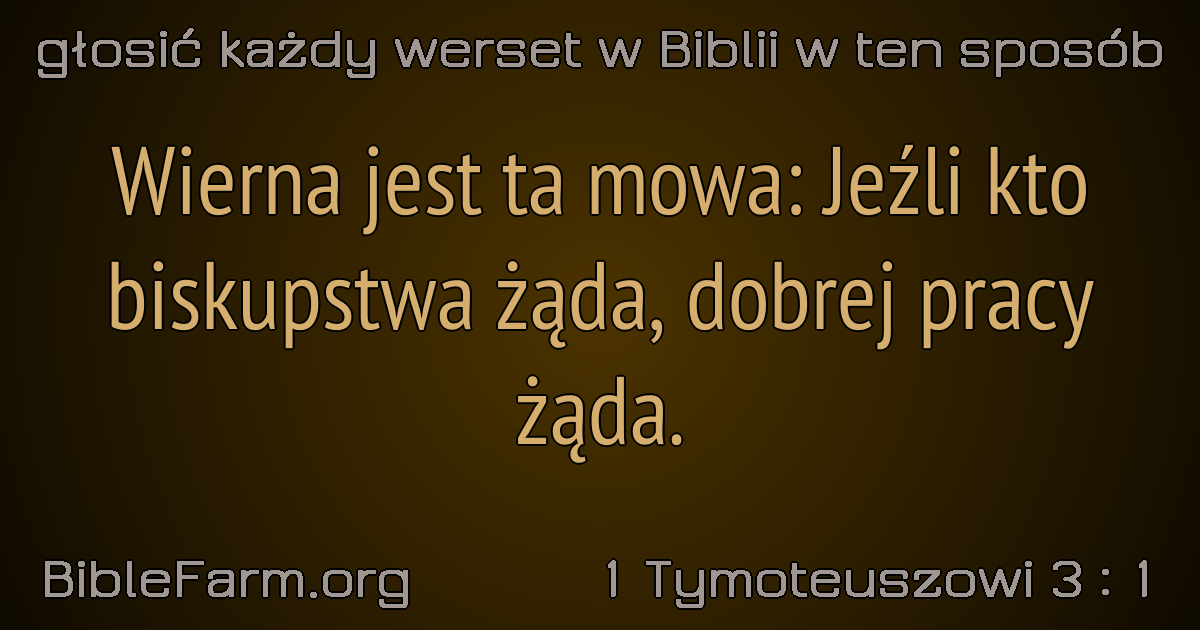 głosić każdy werset w Biblii w ten sposób
Wierna jest ta mowa: Jeźli kto
biskupstwa żąda, dobrej pracy
żąda.
BibleFarm.org
1 Tymoteuszowi 3 : 1